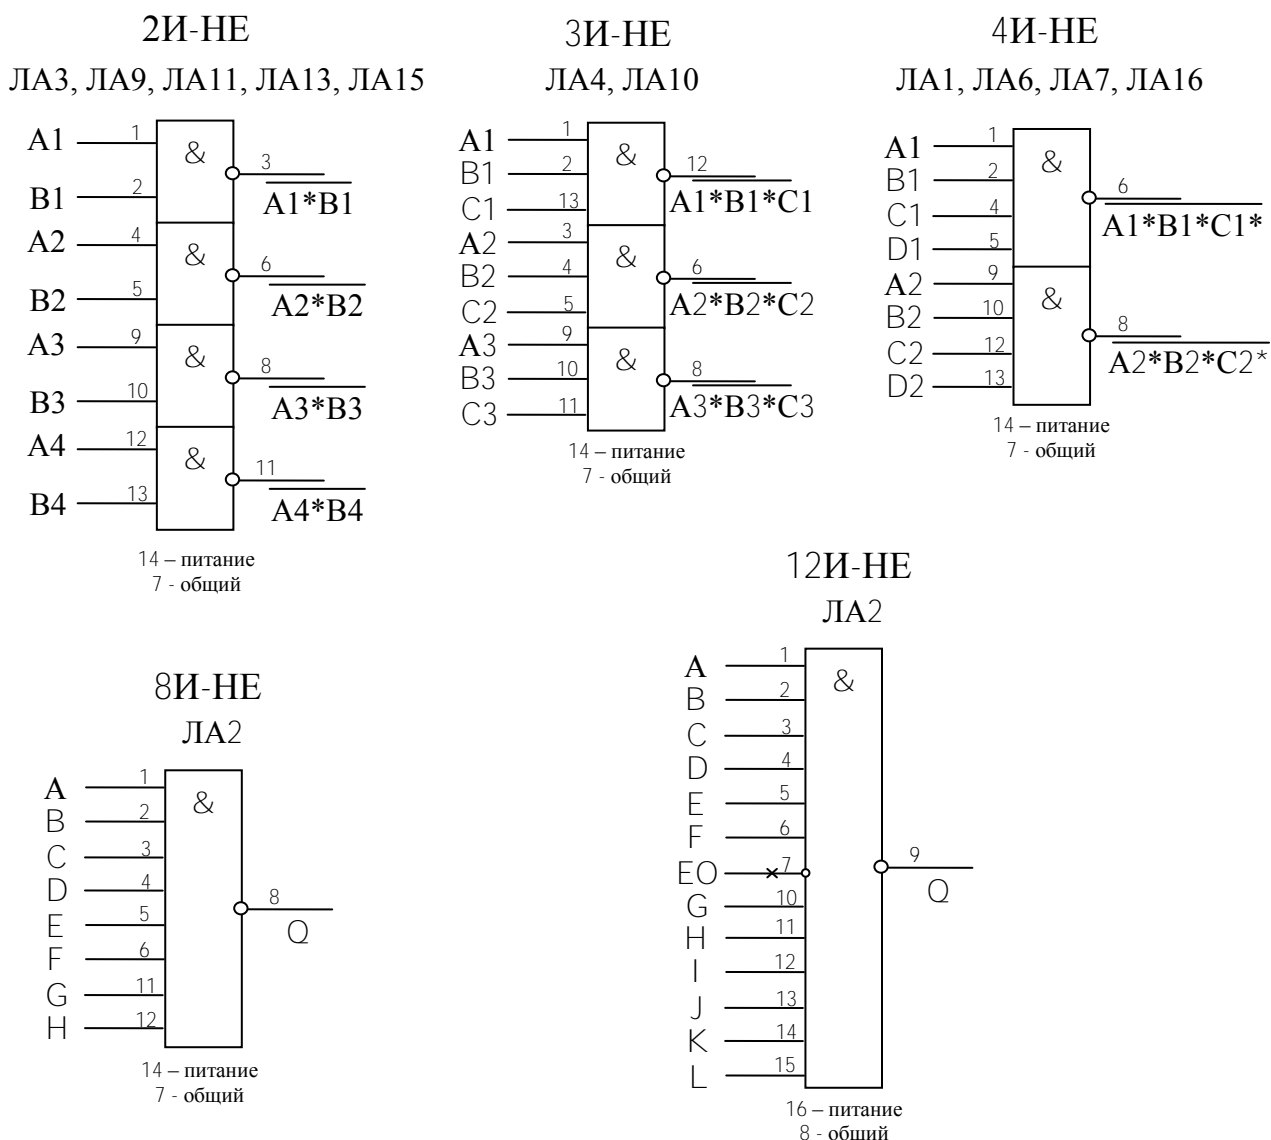 2И-НЕ
ЛА3, ЛА9, ЛА11, ЛА13, ЛА15
A1
1
&
3
A1*B1
B1
2
A2
4
&
6
A2*B2
B2
5
A3
9
&
8
A3*B3
B3
10
A4
12
&
11
A4*B4
B4
13
14 – питание
7 - общий
3И-НЕ
ЛА4, ЛА10
A1
1
&
B1
2
12
A1*B1*C1
C1
13
A2
3
&
B2
4
6
A2*B2*C2
C2
5
A3
9
&
B3
10
8
A3*B3*C3
C3
11
14 – питание
7 - общий
4И-НЕ
ЛА1, ЛА6, ЛА7, ЛА16
A1
1
&
B1
2
6
A1*B1*C1*
C1
4
D1
5
A2
9
&
B2
10
8
A2*B2*C2*
C2
12
D2
13
14 – питание
7 - общий
8И-НЕ
ЛА2
A
1
&
B
2
C
3
D
4
8
Q
E
5
F
6
G
11
H
12
14 – питание
7 - общий
12И-НЕ
ЛА2
A
1
&
B
2
C
3
D
4
E
5
F
6
EO
7
9
Q
G
10
H
11
I
12
J
13
K
14
L
15
16 – питание
8 - общий